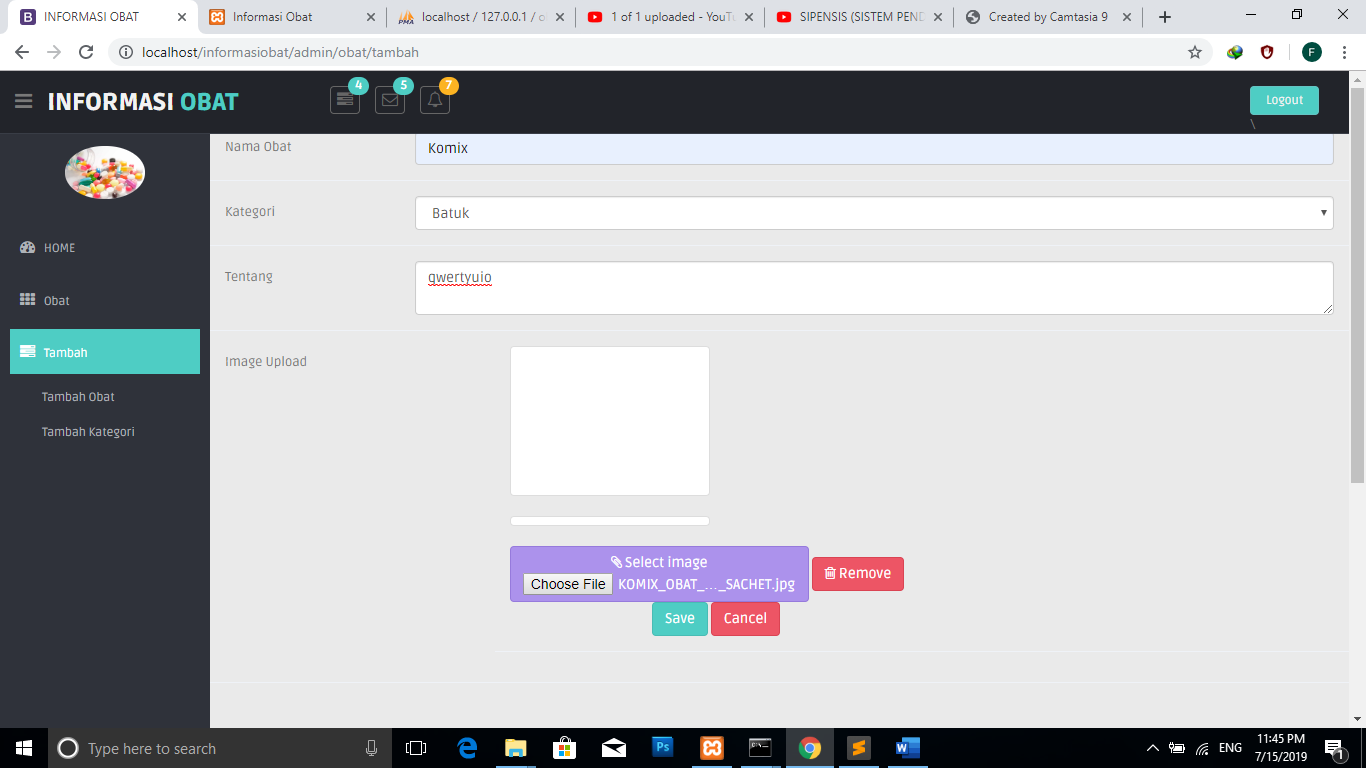 INFORMASI OBAT
Informasi Obat
localhost / 127.0.0.1 / o
1 of 1 uploaded - YouTu
SIPENSIS (SISTEM PEND
Created by Camtasia 9
localhost/informasiobat/admin/obat/tambah
F
INFORMASI OBAT
4
5
7
Logout
\
Nama Obat
Komix
Kategori
Batuk
HOME
Tentang
qwertyuio
Obat
Tambah
Image Upload
Tambah Obat
Tambah Kategori
Select image
Choose File KOMIX_OBAT_..._SACHET.jpg
Remove
Save
Cancel
Type here to search
Ps
ENG
11:45 PM
7/15/2019
1